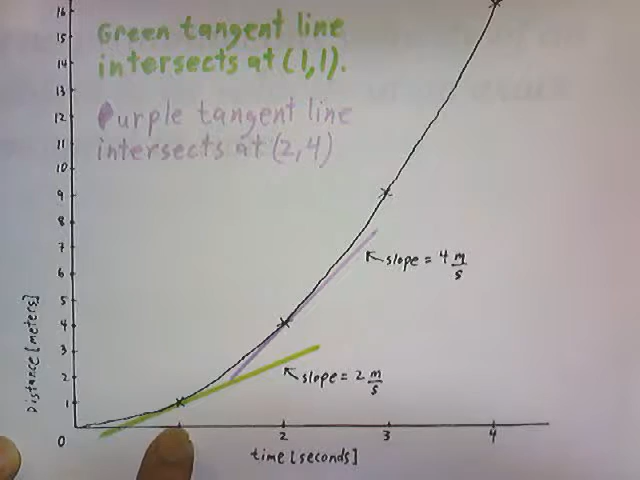 Green tangent line
intersects at (1,1).
Purple tangent line
intersects at (2,4)
16
15
14
13
12
11
10
9
8
7
6
5
4
3
2
1
0
2
3
4
Distance [meters]
time [seconds]
slope = 4 m/s
slope = 2 m/s